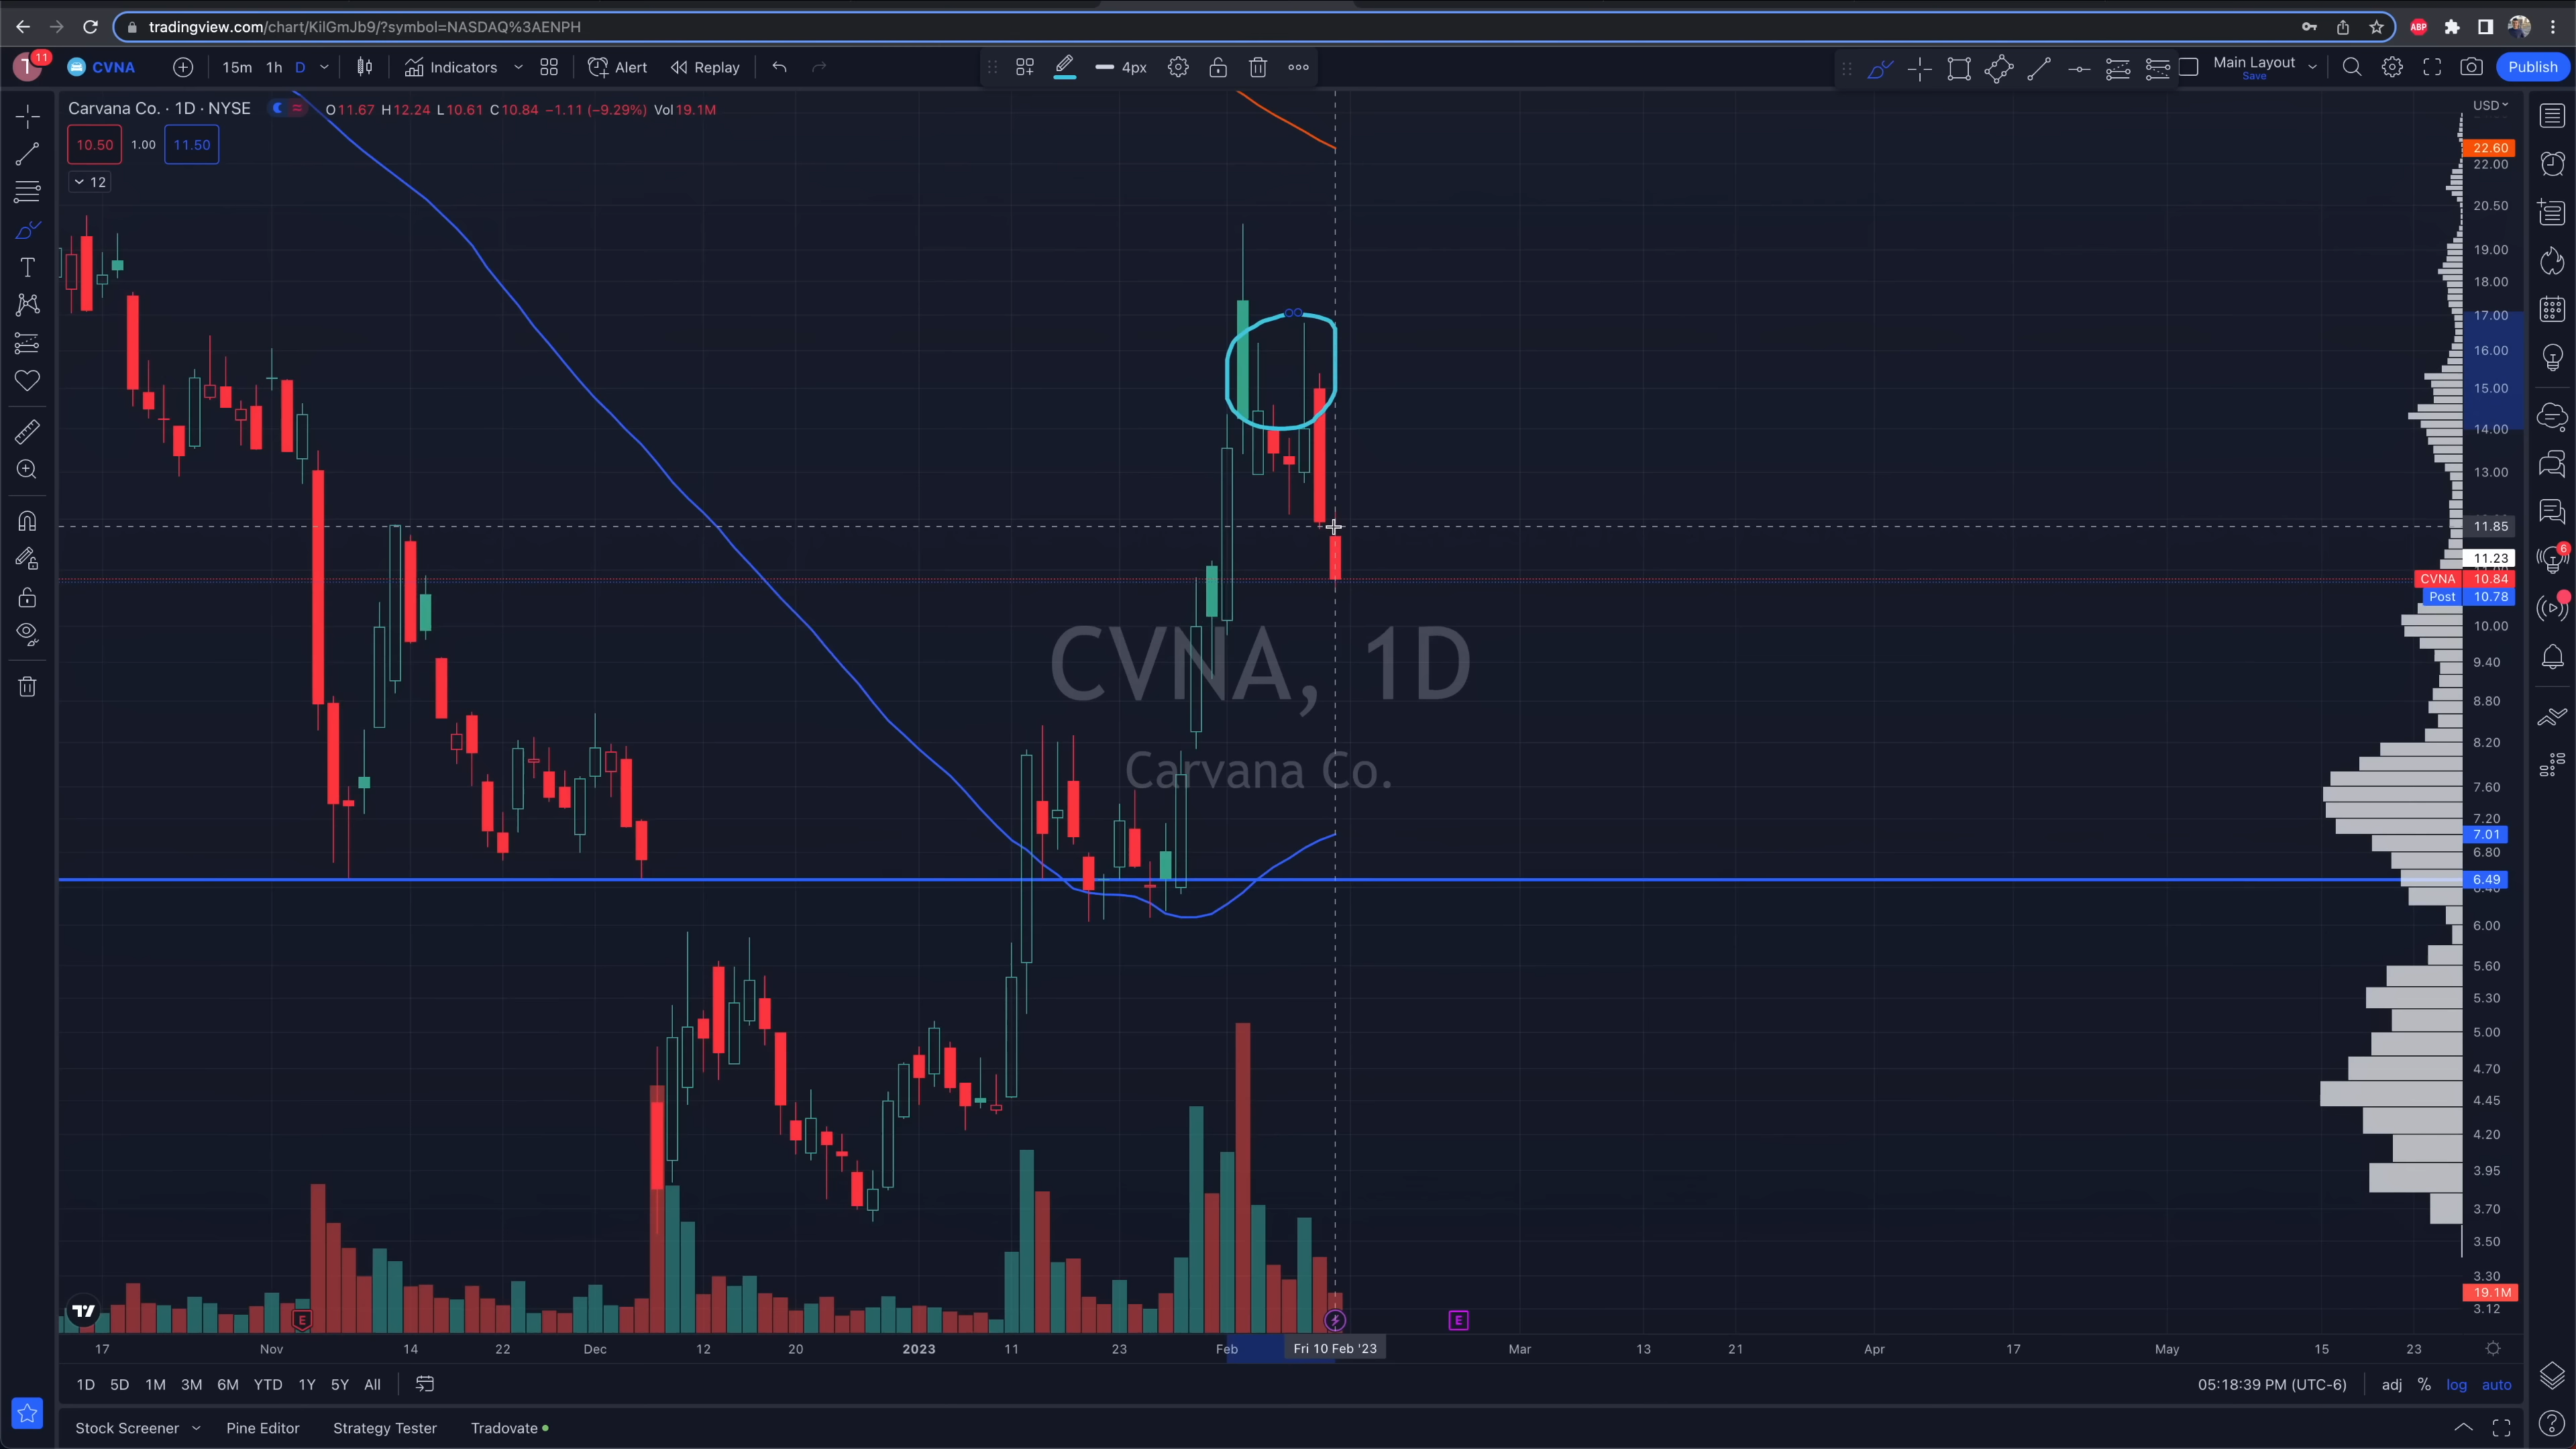 tradingview.com/chart/KilGmJb9/?symbol=NASDAQ%3AENPH
ABP
T 11 CVNA 15m 1h D Indicators Alert Replay 4px Main Layout Save Publish
Carvana Co. · 1D · NYSE O11.67 H12.24 L10.61 C10.84 −1.11 (−9.29%) Vol19.1M
10.50 1.00 11.50
12
USD
22.60
22.00
20.50
19.00
18.00
17.00
16.00
15.00
14.00
13.00
11.85
11.23
CVNA 10.84
Post 10.78
10.00
9.40
8.80
8.20
7.60
7.20
7.01
6.80
6.49
6.00
5.60
5.30
5.00
4.70
4.45
4.20
3.95
3.70
3.50
3.30
19.1M
3.12
CVNA, 1D
Carvana Co.
6
E E
17 Nov 14 22 Dec 12 20 2023 11 23 Feb Fri 10 Feb '23 Mar 13 21 Apr 17 May 15 23
1D 5D 1M 3M 6M YTD 1Y 5Y All 05:18:39 PM (UTC-6) adj % log auto
Stock Screener Pine Editor Strategy Tester Tradovate